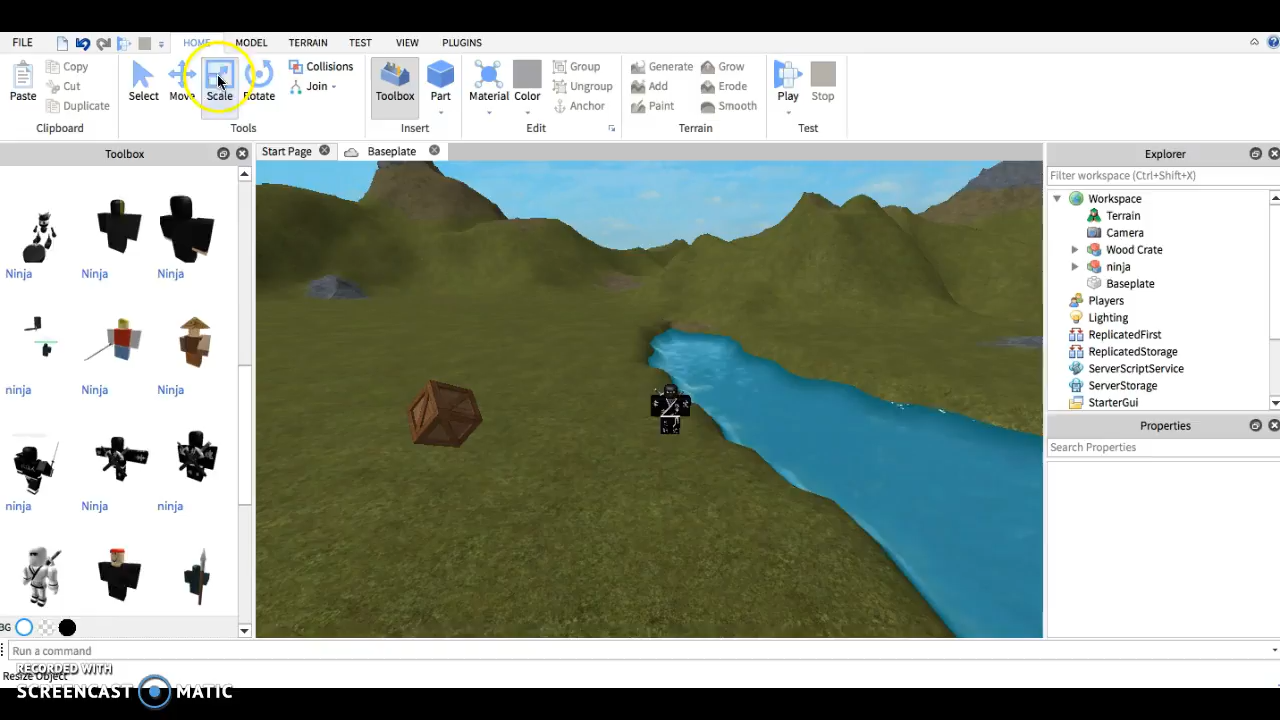 FILE HOME MODEL TERRAIN TEST VIEW PLUGINS
Paste Copy Cut Duplicate
Clipboard
Select Move Scale Rotate Collisions Join
Tools
Toolbox Part
Insert
Material Color Group Ungroup Anchor
Edit
Generate Grow
Add Erode
Paint Smooth
Terrain
Play Stop
Test
Toolbox
Ninja Ninja Ninja
ninja Ninja Ninja
ninja Ninja ninja
BG
Start Page Baseplate
Explorer
Filter workspace (Ctrl+Shift+X)
Workspace
Terrain
Camera
Wood Crate
ninja
Baseplate
Players
Lighting
ReplicatedFirst
ReplicatedStorage
ServerScriptService
ServerStorage
StarterGui
Properties
Search Properties
Run a command
Resize Object
RECORDED WITH
SCREENCAST MATIC